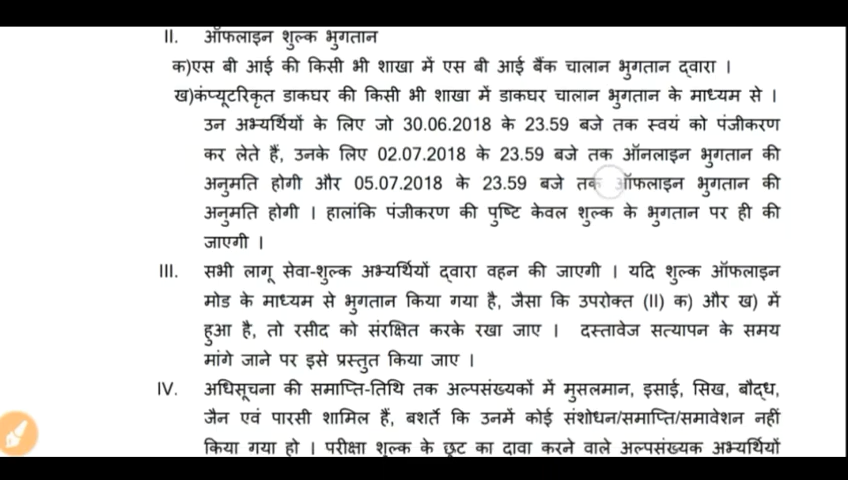 II. ऑफलाइन शुल्क भुगतान
क)एस बी आई की किसी भी शाखा में एस बी आई बैंक चालान भुगतान द्वारा ।
ख)कंप्यूटरिकृत डाकघर की किसी भी शाखा में डाकघर चालान भुगतान के माध्यम से ।
उन अभ्यर्थियों के लिए जो 30.06.2018 के 23.59 बजे तक स्वयं को पंजीकरण
कर लेते हैं, उनके लिए 02.07.2018 के 23.59 बजे तक ऑनलाइन भुगतान की
अनुमति होगी और 05.07.2018 के 23.59 बजे तक ऑफलाइन भुगतान की
अनुमति होगी । हालांकि पंजीकरण की पुष्टि केवल शुल्क के भुगतान पर ही की
जाएगी ।
III. सभी लागू सेवा-शुल्क अभ्यर्थियों द्वारा वहन की जाएगी । यदि शुल्क ऑफलाइन
मोड के माध्यम से भुगतान किया गया है, जैसा कि उपरोक्त (II) क) और ख) में
हुआ है, तो रसीद को संरक्षित करके रखा जाए । दस्तावेज सत्यापन के समय
मांगे जाने पर इसे प्रस्तुत किया जाए ।
IV. अधिसूचना की समाप्ति-तिथि तक अल्पसंख्यकों में मुसलमान, इसाई, सिख, बौद्ध,
जैन एवं पारसी शामिल हैं, बशर्ते कि उनमें कोई संशोधन/समाप्ति/समावेशन नहीं
किया गया हो । परीक्षा शुल्क के छूट का दावा करने वाले अल्पसंख्यक अभ्यर्थियों